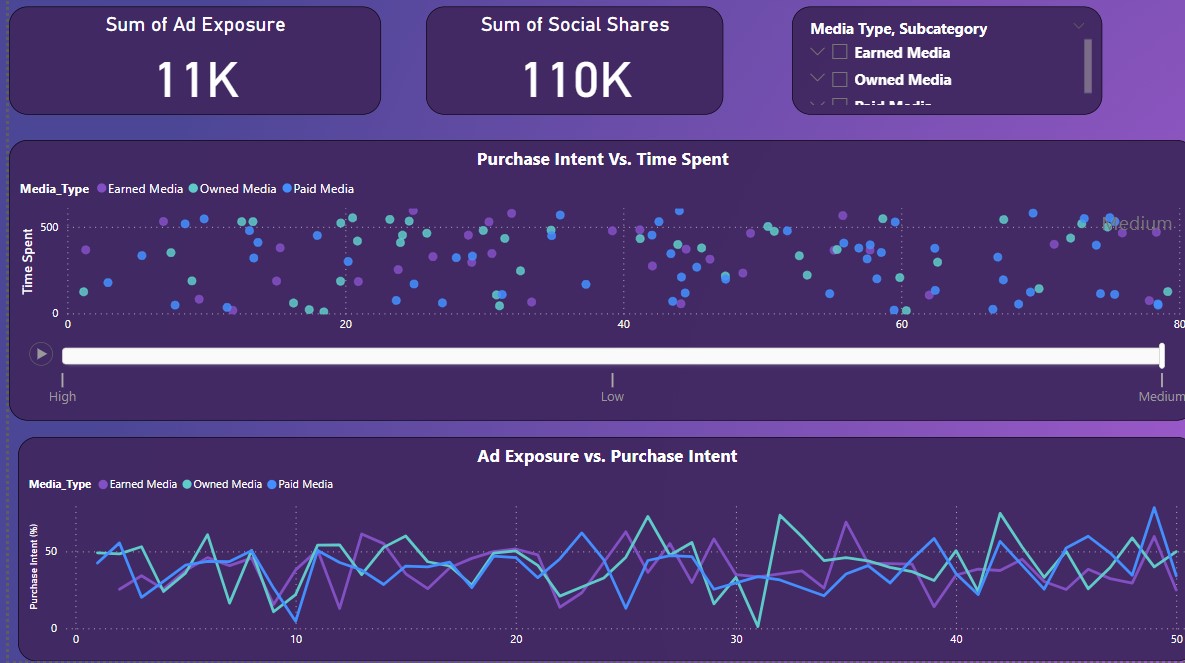 Sum of Ad Exposure
11K
Sum of Social Shares
110K
Media Type, Subcategory
Earned Media
Owned Media
Paid Media
Purchase Intent Vs. Time Spent
Media_Type Earned Media Owned Media Paid Media
Medium
Time Spent
500
0
0 20 40 60 80
High Low Medium
Ad Exposure vs. Purchase Intent
Media_Type Earned Media Owned Media Paid Media
Purchase Intent (%)
50
0
0 10 20 30 40 50